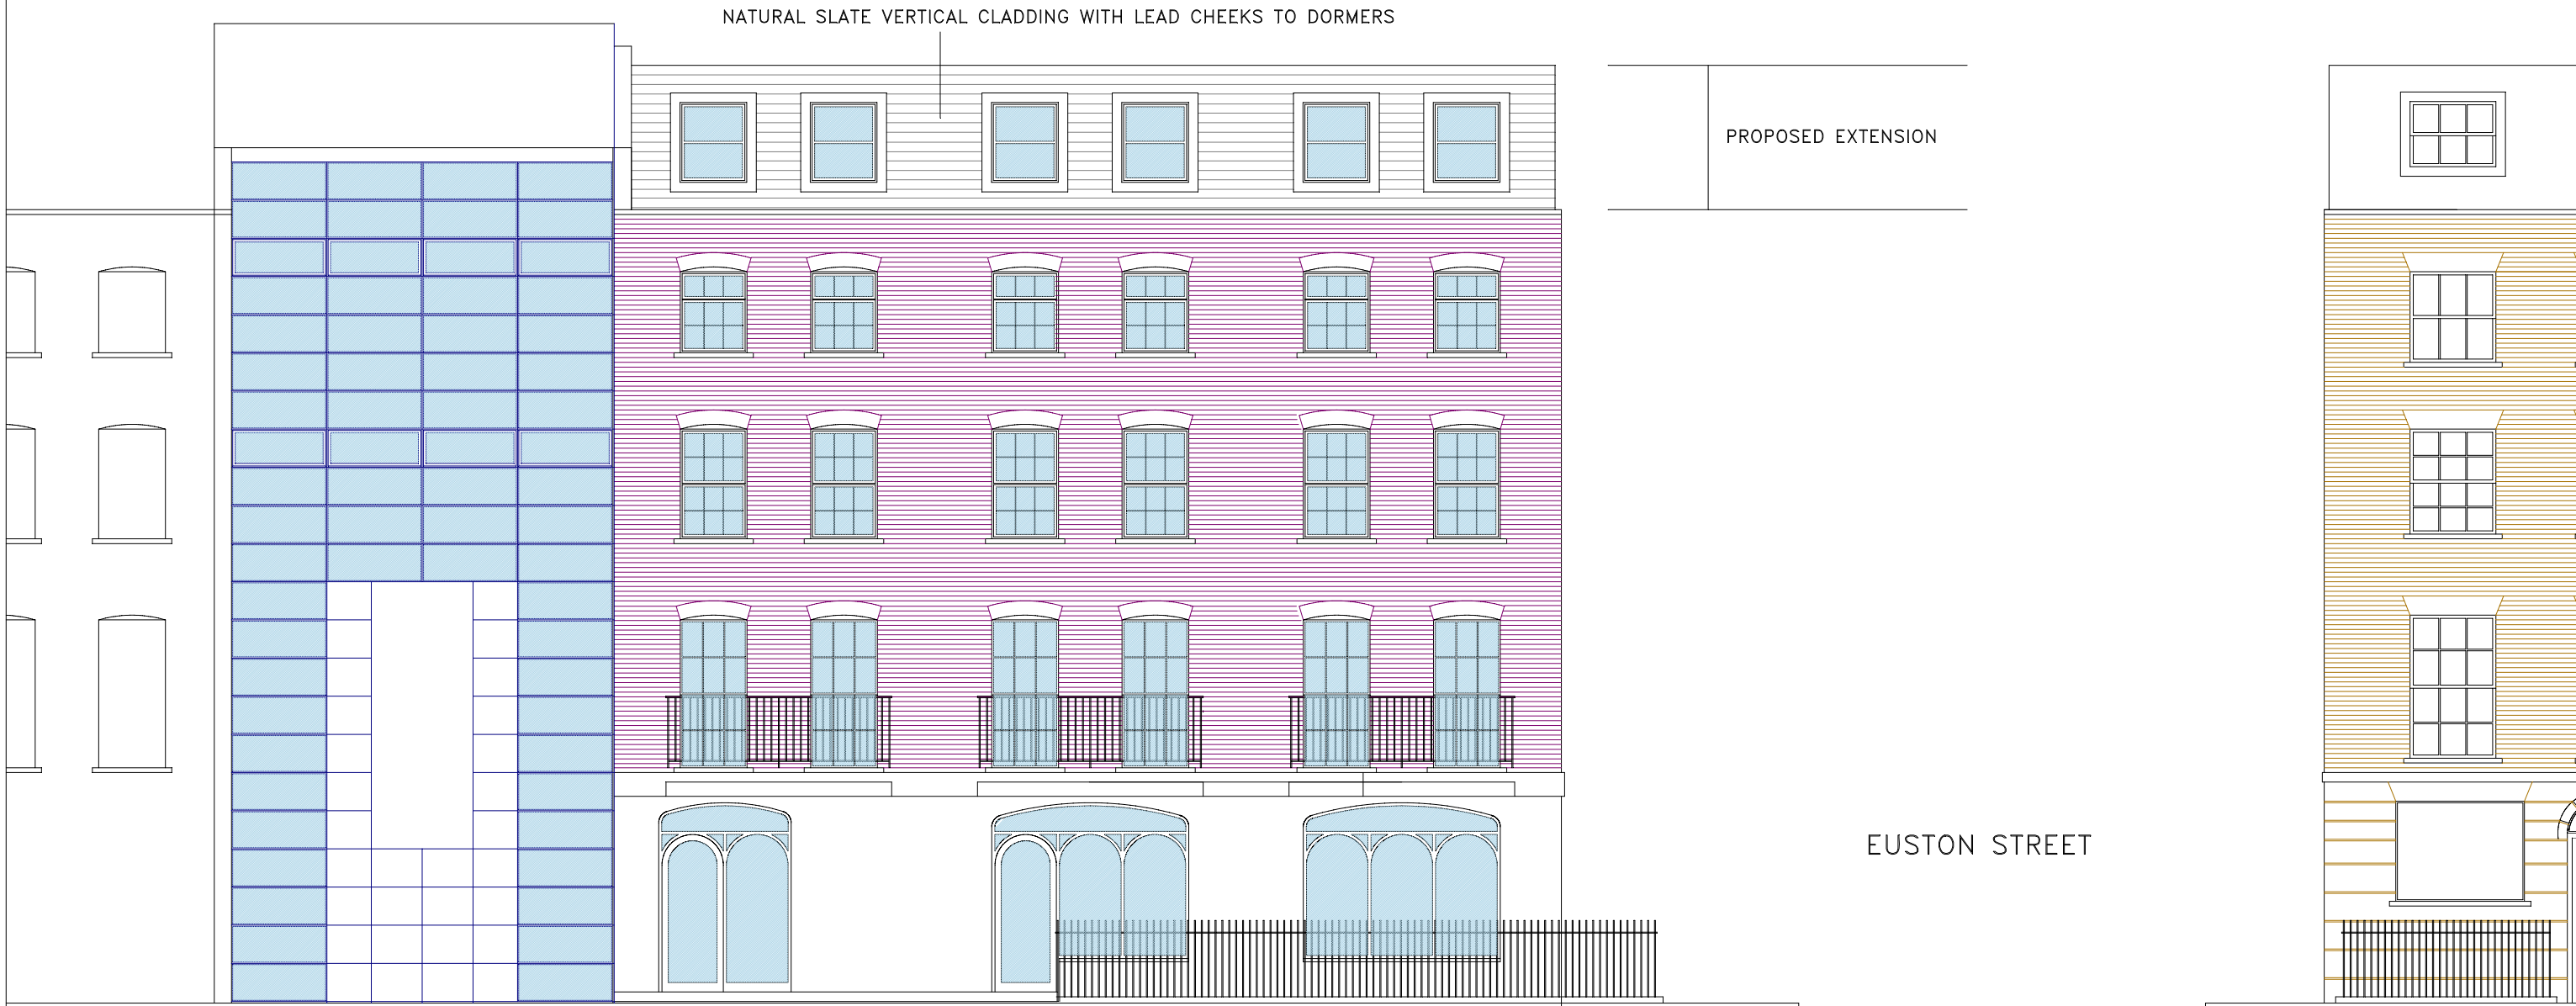 NATURAL SLATE VERTICAL CLADDING WITH LEAD CHEEKS TO DORMERS
PROPOSED EXTENSION
EUSTON STREET